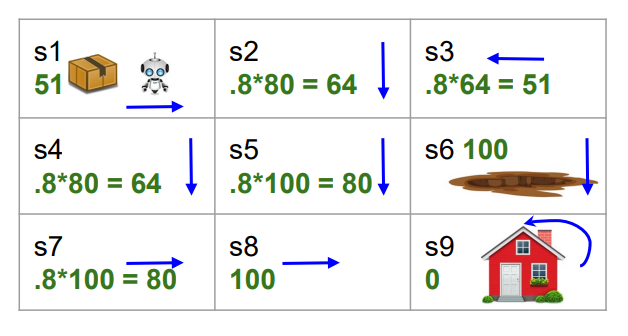 s1
51
s2
.8*80 = 64
s3
.8*64 = 51
s4
.8*80 = 64
s5
.8*100 = 80
s6 100
s7
.8*100 = 80
s8
100
s9
0